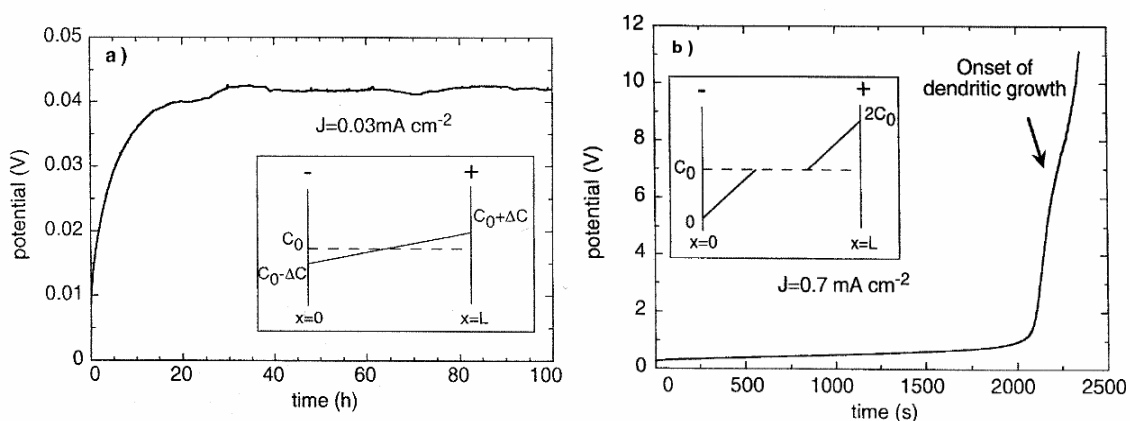 a )
0.05
0.04
0.03
0.02
0.01
0
potential (V)
0 20 40 60 80 100
time (h)
J=0.03mA cm-2
- +
C0
C0+ΔC
C0-ΔC
x=0 x=L
b )
12
10
8
6
4
2
0
potential (V)
0 500 1000 1500 2000 2500
time (s)
Onset of
dendritic growth
- +
2C0
C0
0
x=0 x=L
J=0.7 mA cm-2